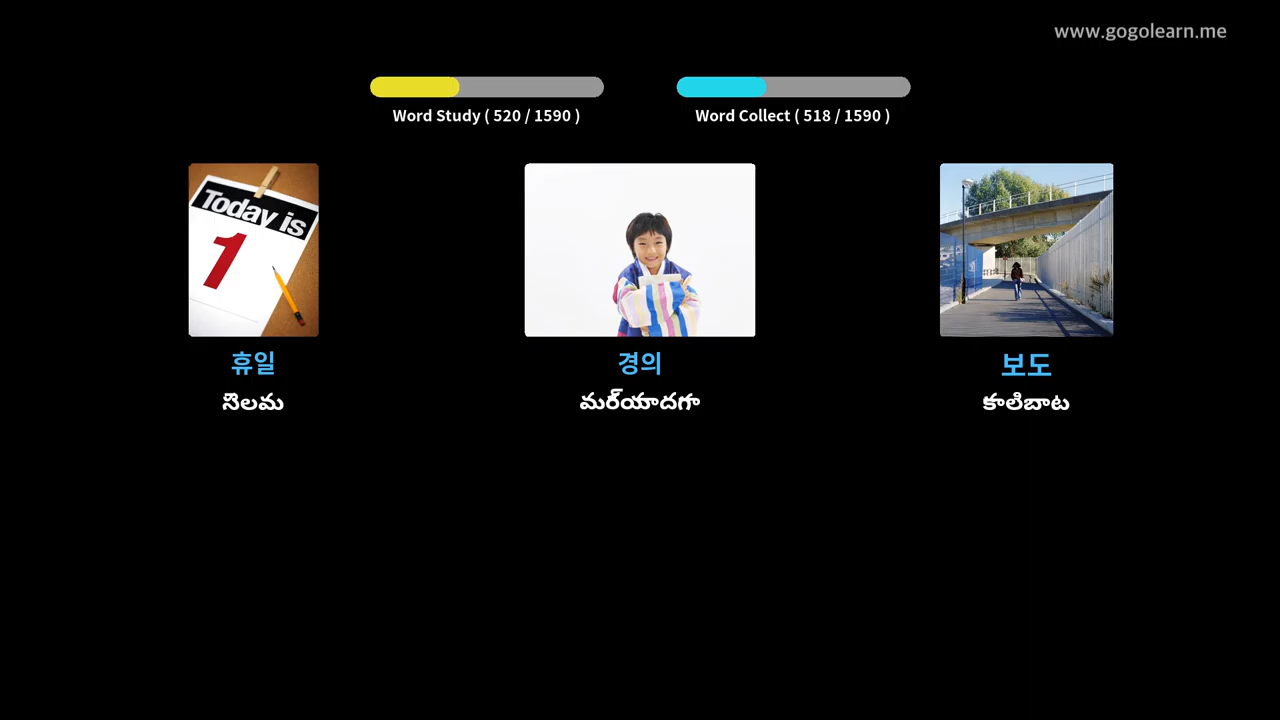 www.gogolearn.me
Word Study ( 520 / 1590 )
Word Collect ( 518 / 1590 )
휴일
경의
보도
సెలవు
మర్‌యాదగా
కాలిబాట
Today is
1